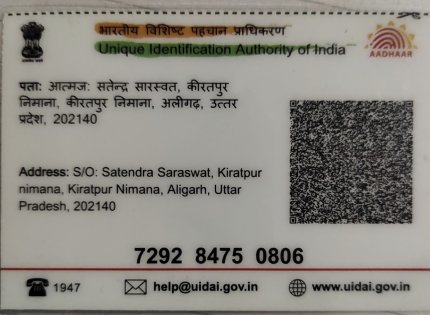 भारतीय विशिष्ट पहचान प्राधिकरण
Unique Identification Authority of India
AADHAAR
पता: आत्मज: सतेन्द्र सारस्वत, कीरतपुर
निमाना, कीरतपुर निमाना, अलीगढ़, उत्तर
प्रदेश, 202140
Address: S/O: Satendra Saraswat, Kiratpur
nimana, Kiratpur Nimana, Aligarh, Uttar
Pradesh, 202140
7292 8475 0806
1947 help@uidai.gov.in www.uidai.gov.in